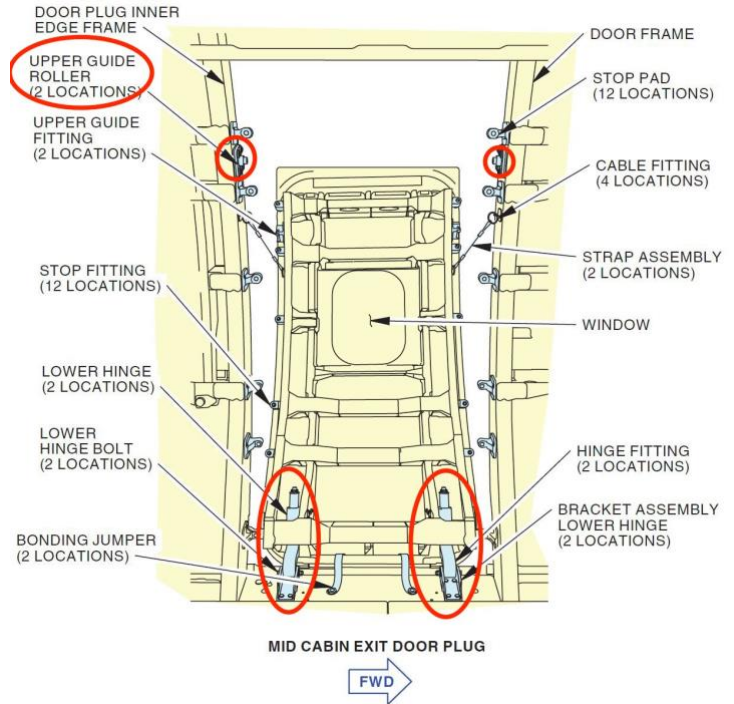 DOOR PLUG INNER
EDGE FRAME
UPPER GUIDE
ROLLER
(2 LOCATIONS)
UPPER GUIDE
FITTING
(2 LOCATIONS)
STOP FITTING
(12 LOCATIONS)
LOWER HINGE
(2 LOCATIONS)
LOWER
HINGE BOLT
(2 LOCATIONS)
BONDING JUMPER
(2 LOCATIONS)
DOOR FRAME
STOP PAD
(12 LOCATIONS)
CABLE FITTING
(4 LOCATIONS)
STRAP ASSEMBLY
(2 LOCATIONS)
WINDOW
HINGE FITTING
(2 LOCATIONS)
BRACKET ASSEMBLY
LOWER HINGE
(2 LOCATIONS)
MID CABIN EXIT DOOR PLUG
FWD